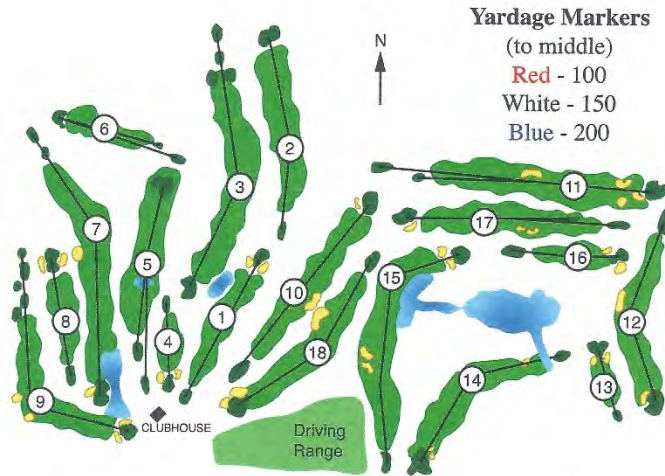 Yardage Markers
(to middle)
Red - 100
White - 150
Blue - 200
N
6
2
3
7
11
17
5
16
15
10
8
1
12
4
18
14
13
9
CLUBHOUSE
Driving
Range